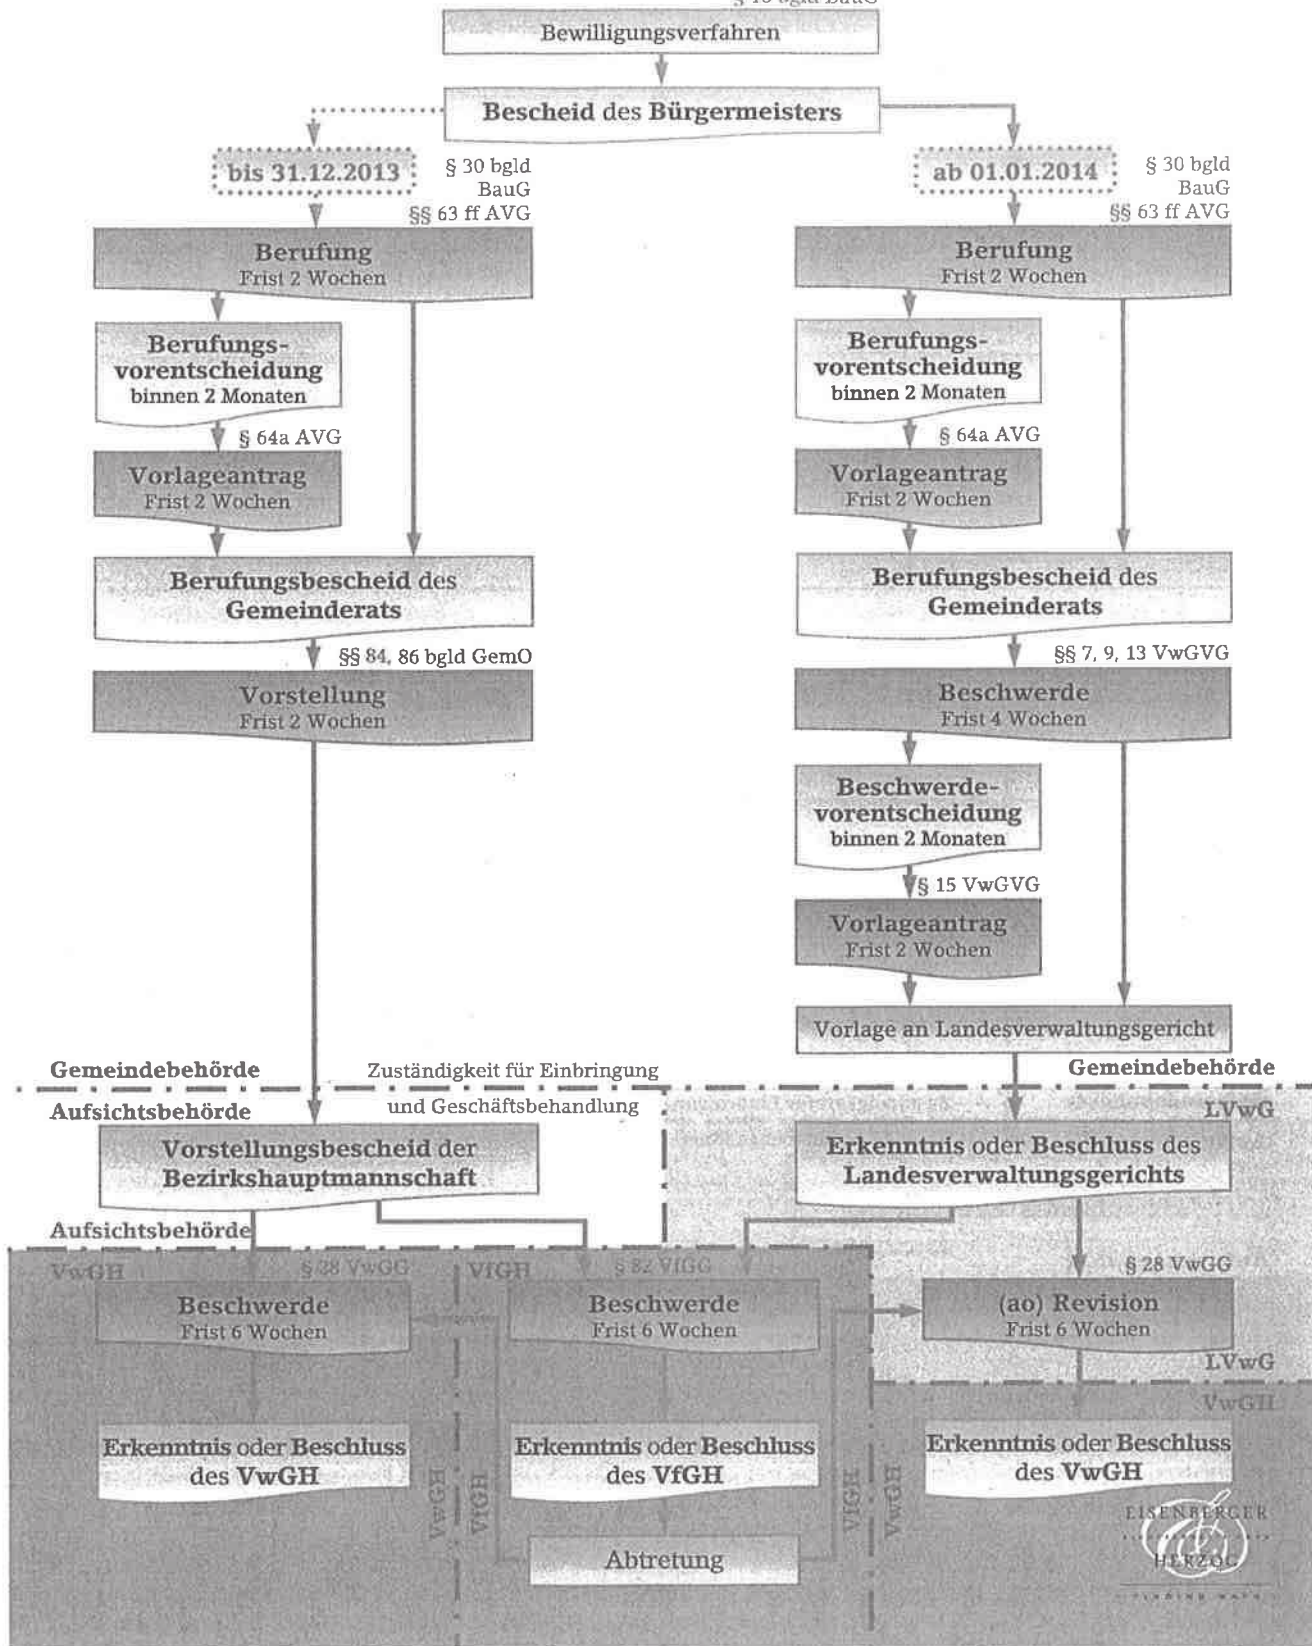 Bewilligungsverfahren
Bescheid des Bürgermeisters
bis 31.12.2013
§ 30 bgld
BauG
§§ 63 ff AVG
Berufung
Frist 2 Wochen
Berufungs-
vorentscheidung
binnen 2 Monaten
§ 64a AVG
Vorlageantrag
Frist 2 Wochen
Berufungsbescheid des
Gemeinderats
§§ 84, 86 bgld GemO
Vorstellung
Frist 2 Wochen
ab 01.01.2014
§ 30 bgld
BauG
§§ 63 ff AVG
Berufung
Frist 2 Wochen
Berufungs-
vorentscheidung
binnen 2 Monaten
§ 64a AVG
Vorlageantrag
Frist 2 Wochen
Berufungsbescheid des
Gemeinderats
§§ 7, 9, 13 VwGVG
Beschwerde
Frist 4 Wochen
Beschwerde-
vorentscheidung
binnen 2 Monaten
§ 15 VwGVG
Vorlageantrag
Frist 2 Wochen
Vorlage an Landesverwaltungsgericht
Gemeindebehörde
Zuständigkeit für Einbringung
Gemeindebehörde
Aufsichtsbehörde
und Geschäftsbehandlung
LVwG
Vorstellungsbescheid der
Bezirkshauptmannschaft
Erkenntnis oder Beschluss des
Landesverwaltungsgerichts
Aufsichtsbehörde
VwGH
§ 28 VwGG
VfGH
§ 82 VfGG
§ 28 VwGG
Beschwerde
Frist 6 Wochen
Beschwerde
Frist 6 Wochen
(ao) Revision
Frist 6 Wochen
LVwG
VwGH
Erkenntnis oder Beschluss
des VwGH
Erkenntnis oder Beschluss
des VfGH
Erkenntnis oder Beschluss
des VwGH
VwGH
VfGH
VfGH
VwGH
Abtretung
EISENBERGER
HERZOG